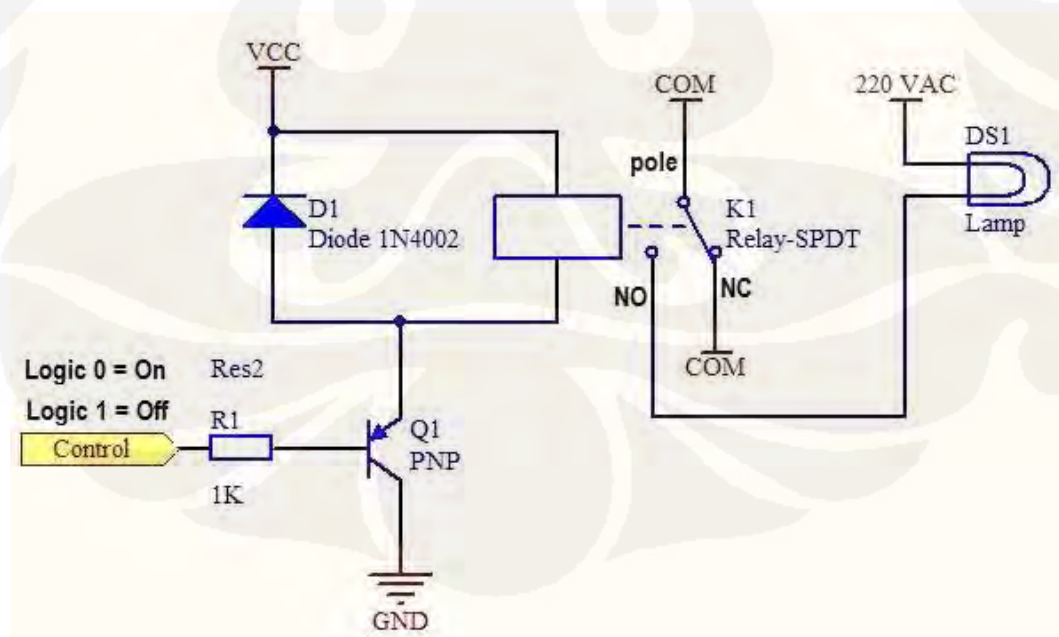 VCC
COM
220 VAC
DS1
pole
D1
K1
Diode 1N4002
Relay-SPDT
Lamp
NO
NC
COM
Logic 0 = On
Res2
Logic 1 = Off
R1
Q1
Control
PNP
1K
GND